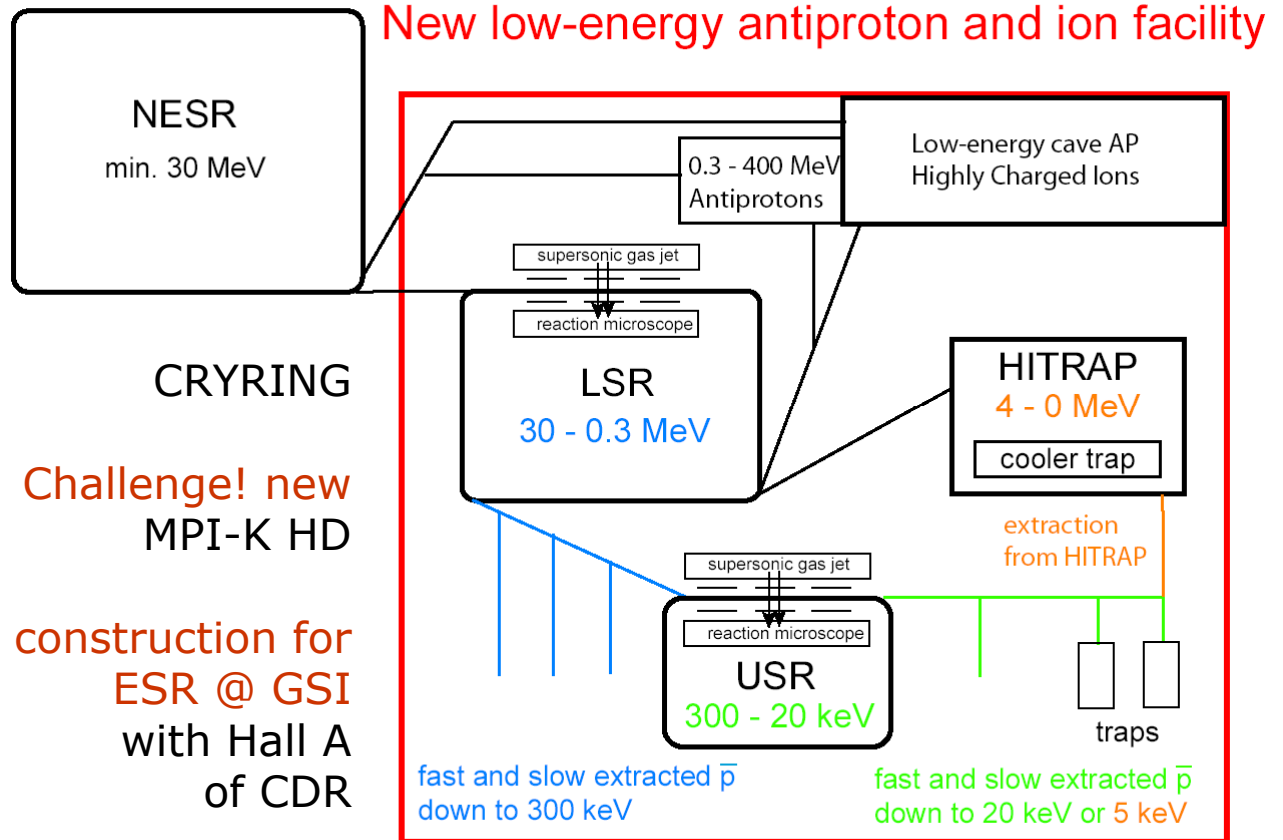 New low-energy antiproton and ion facility
NESR
min. 30 MeV
0.3 - 400 MeV
Antiprotons
Low-energy cave AP
Highly Charged Ions
supersonic gas jet
reaction microscope
LSR
30 - 0.3 MeV
HITRAP
4 - 0 MeV
cooler trap
extraction
from HITRAP
CRYRING
Challenge! new
MPI-K HD
construction for
ESR @ GSI
with Hall A
of CDR
supersonic gas jet
reaction microscope
USR
300 - 20 keV
traps
fast and slow extracted p̅
down to 300 keV
fast and slow extracted p̅
down to 20 keV or 5 keV